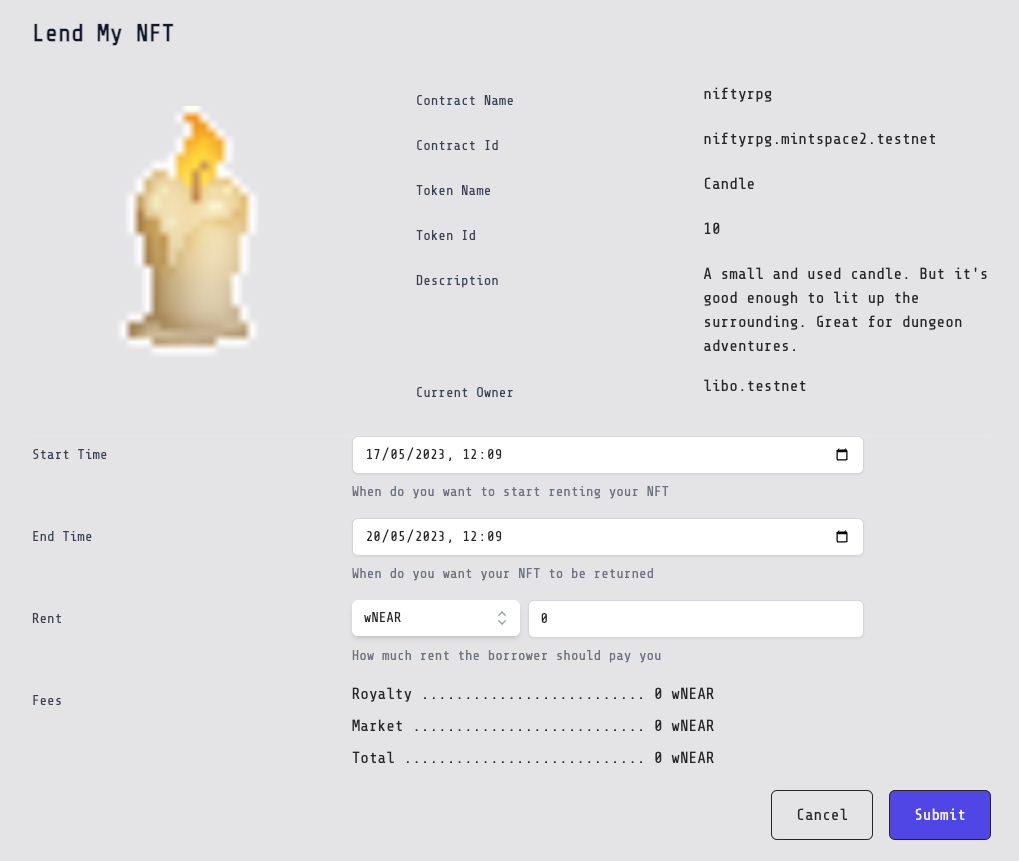 Lend My NFT
Contract Name niftyrpg
Contract Id niftyrpg.mintspace2.testnet
Token Name Candle
Token Id 10
Description A small and used candle. But it's
good enough to lit up the
surrounding. Great for dungeon
adventures.
Current Owner libo.testnet
Start Time 17/05/2023, 12:09
When do you want to start renting your NFT
End Time 20/05/2023, 12:09
When do you want your NFT to be returned
Rent wNEAR 0
How much rent the borrower should pay you
Fees Royalty .......................... 0 wNEAR
Market ........................... 0 wNEAR
Total ............................ 0 wNEAR
Cancel Submit